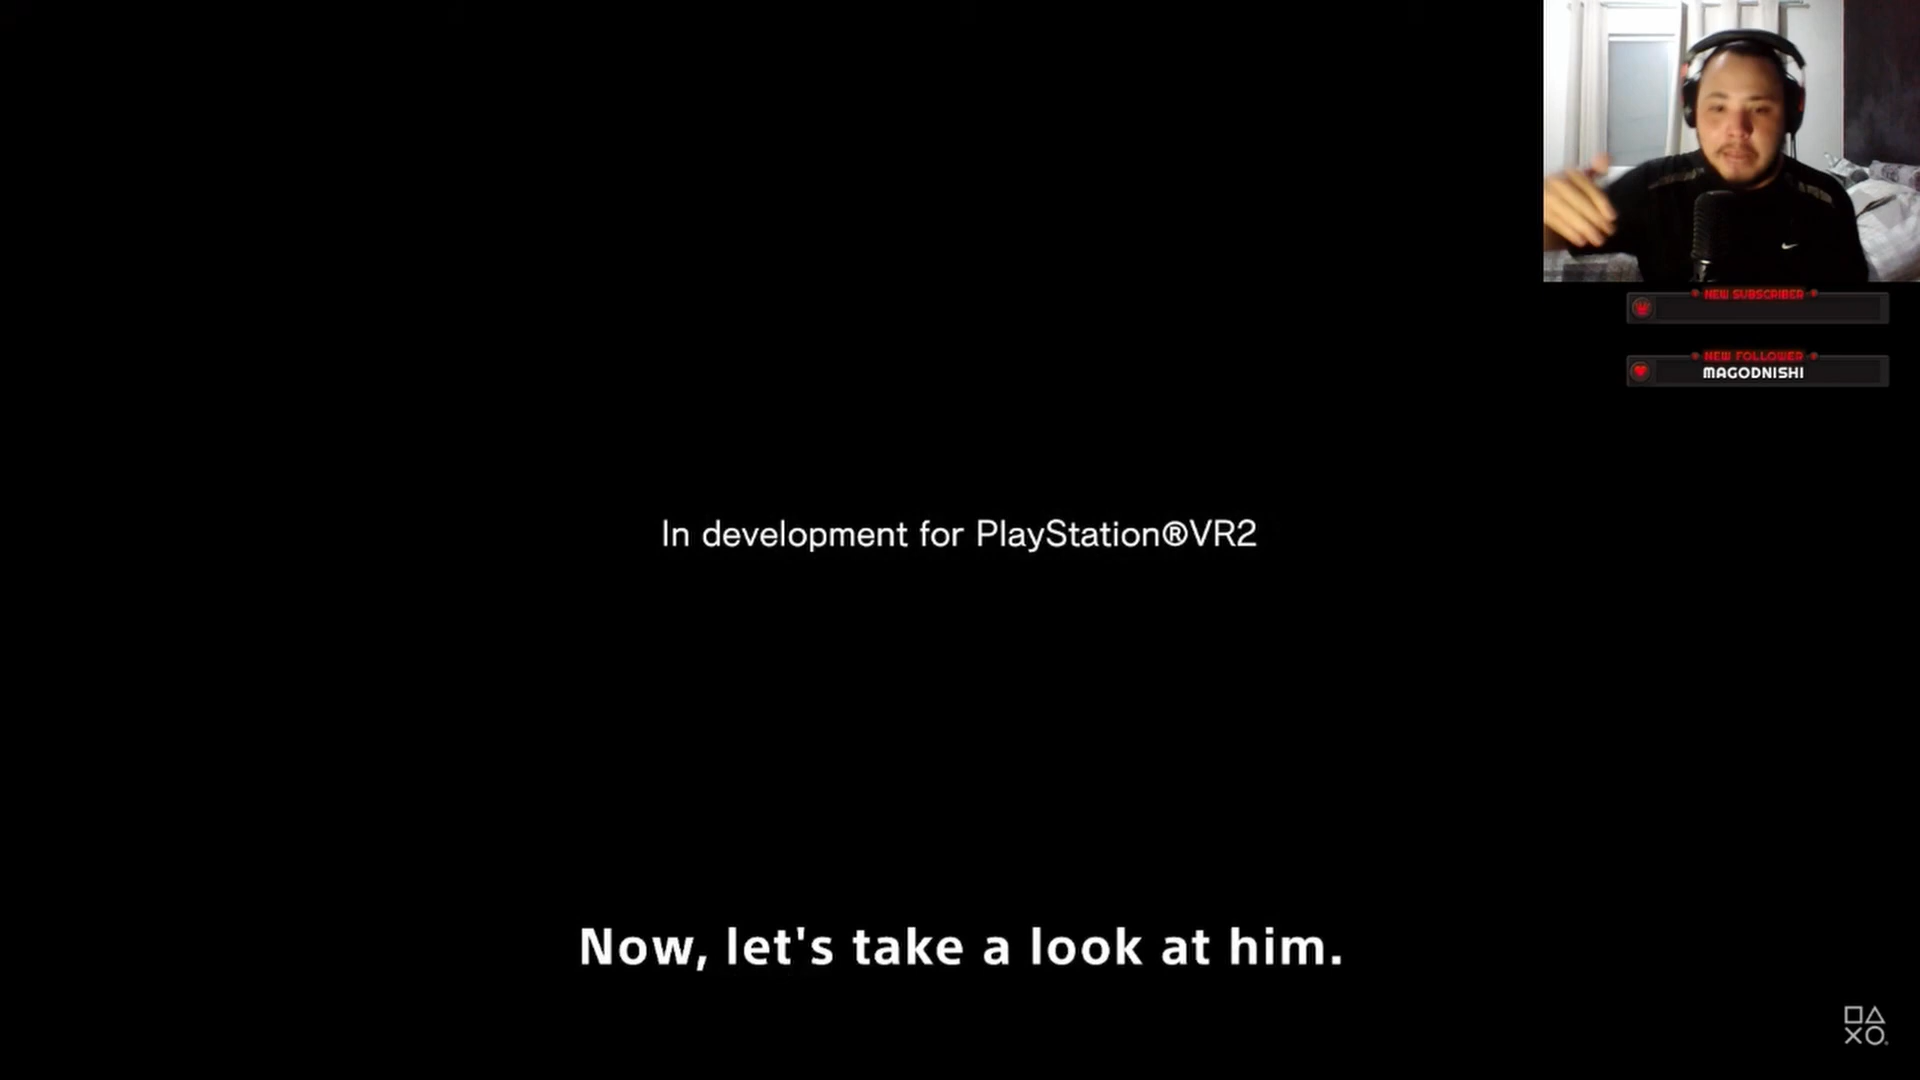 NEW SUBSCRIBER
NEW FOLLOWER
MAGODNISHI
In development for PlayStation®VR2
Now, let's take a look at him.